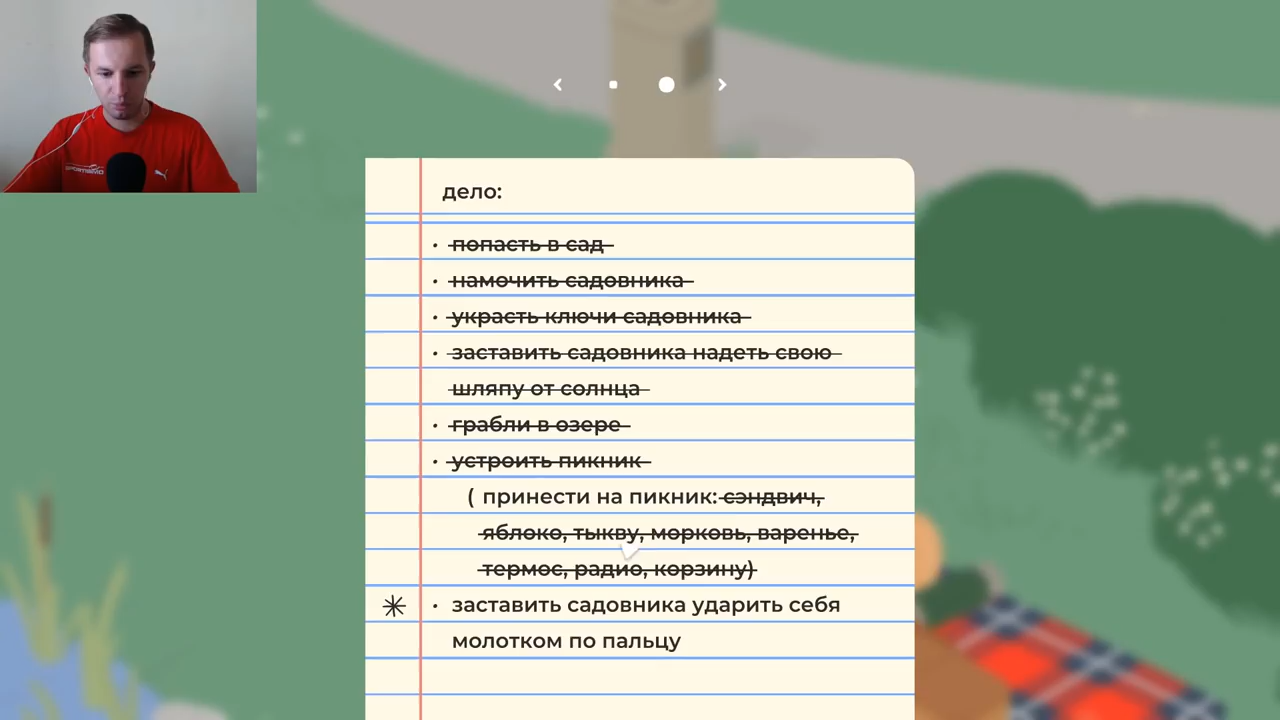 дело:
· попасть в сад
· намочить садовника
· украсть ключи садовника
· заставить садовника надеть свою
шляпу от солнца
· грабли в озере
· устроить пикник
( принести на пикник: сэндвич,
яблоко, тыкву, морковь, варенье,
термос, радио, корзину)
· заставить садовника ударить себя
молотком по пальцу